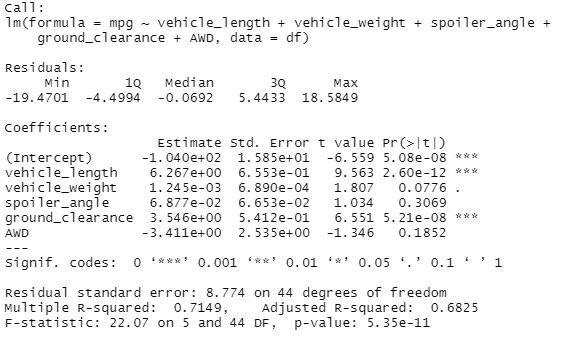 Call:
lm(formula = mpg ~ vehicle_length + vehicle_weight + spoiler_angle +
    ground_clearance + AWD, data = df)

Residuals:
     Min       1Q   Median       3Q      Max
-19.4701  -4.4994  -0.0692   5.4433  18.5849

Coefficients:
                   Estimate Std. Error t value Pr(>|t|)
(Intercept)      -1.040e+02  1.585e+01  -6.559 5.08e-08 ***
vehicle_length    6.267e+00  6.553e-01   9.563 2.60e-12 ***
vehicle_weight    1.245e-03  6.890e-04   1.807   0.0776 .
spoiler_angle     6.877e-02  6.653e-02   1.034   0.3069
ground_clearance  3.546e+00  5.412e-01   6.551 5.21e-08 ***
AWD              -3.411e+00  2.535e+00  -1.346   0.1852
---
Signif. codes:  0 ‘***’ 0.001 ‘**’ 0.01 ‘*’ 0.05 ‘.’ 0.1 ‘ ’ 1

Residual standard error: 8.774 on 44 degrees of freedom
Multiple R-squared:  0.7149,    Adjusted R-squared:  0.6825
F-statistic: 22.07 on 5 and 44 DF,  p-value: 5.35e-11